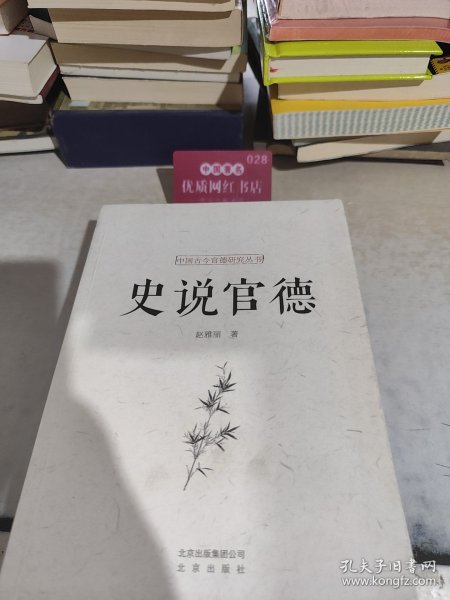 028
中国著名
优质网红书店
中国古今官德研究丛书
史说官德
赵雅丽 著
北京出版集团公司
北京出版社
孔夫子旧书网
www.kongfz.com